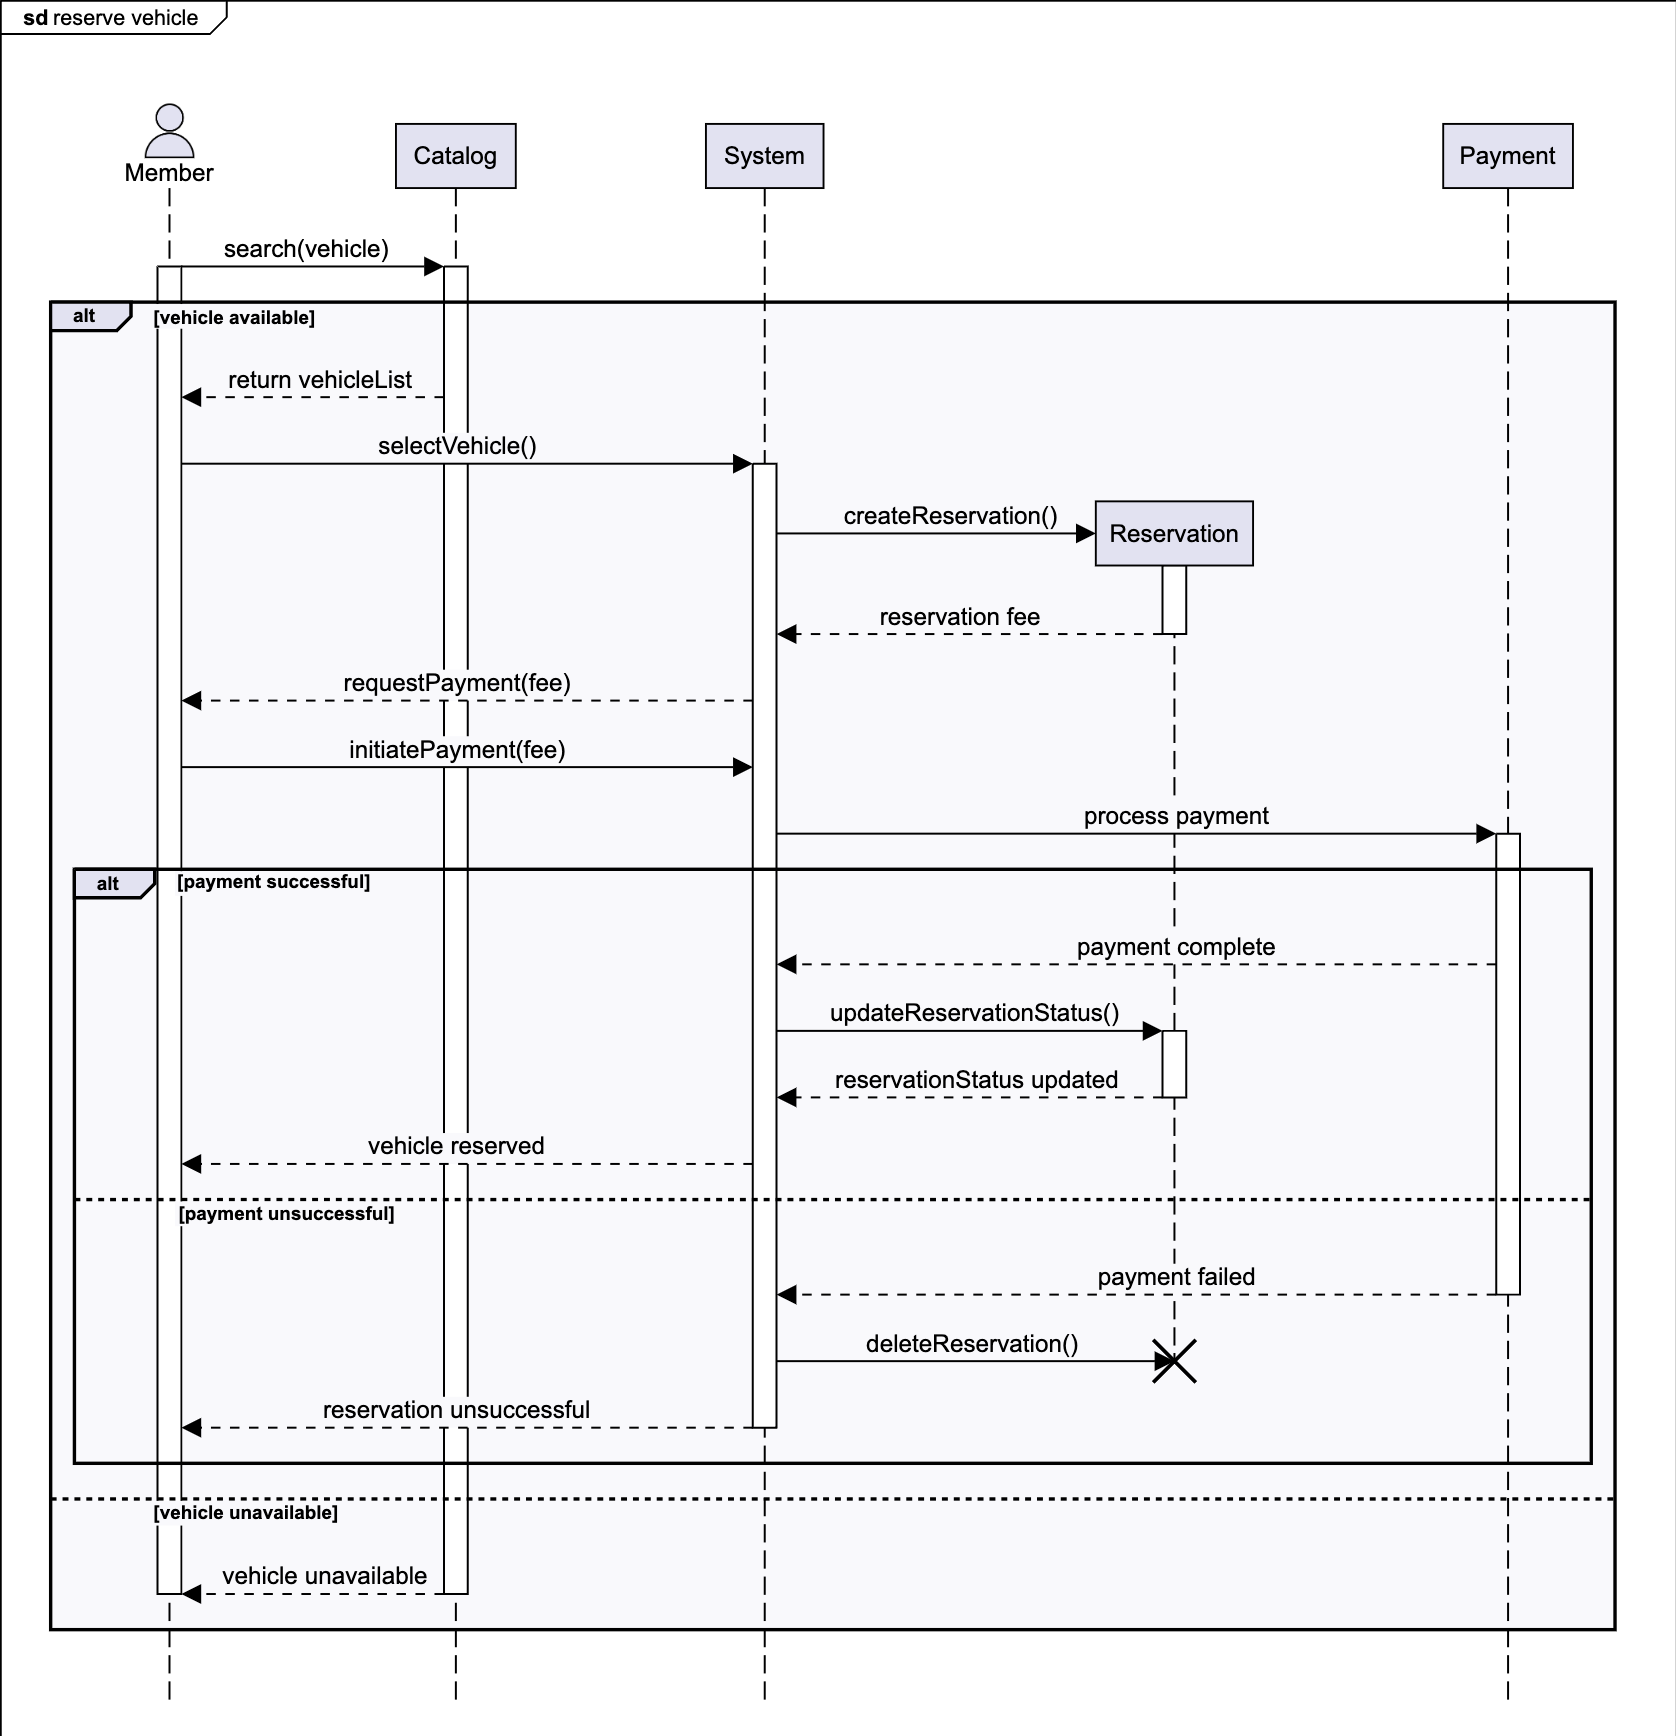 sd reserve vehicle
Member
Catalog
System
Payment
search(vehicle)
alt
[vehicle available]
return vehicleList
selectVehicle()
createReservation()
Reservation
reservation fee
requestPayment(fee)
initiatePayment(fee)
process payment
alt
[payment successful]
payment complete
updateReservationStatus()
reservationStatus updated
vehicle reserved
[payment unsuccessful]
payment failed
deleteReservation()
reservation unsuccessful
[vehicle unavailable]
vehicle unavailable